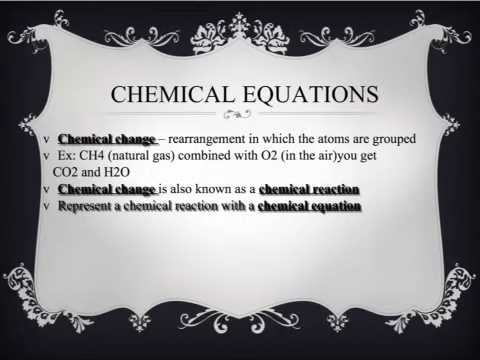 CHEMICAL EQUATIONS
v Chemical change – rearrangement in which the atoms are grouped
v Ex: CH4 (natural gas) combined with O2 (in the air)you get
CO2 and H2O
v Chemical change is also known as a chemical reaction
v Represent a chemical reaction with a chemical equation